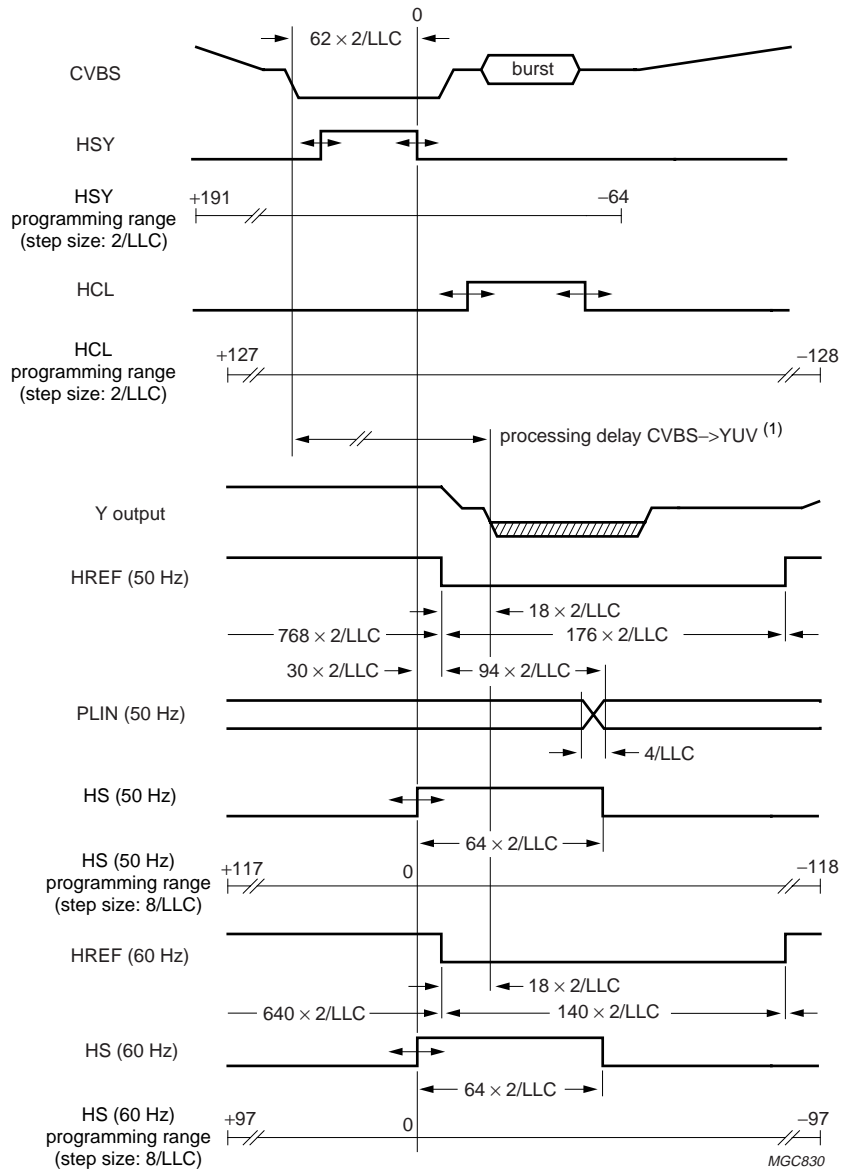 0
62 × 2/LLC
CVBS
burst
HSY
HSY
programming range
(step size: 2/LLC)
+191
−64
HCL
HCL
programming range
(step size: 2/LLC)
+127
−128
processing delay CVBS−>YUV (1)
Y output
HREF (50 Hz)
18 × 2/LLC
768 × 2/LLC
176 × 2/LLC
30 × 2/LLC
94 × 2/LLC
PLIN (50 Hz)
4/LLC
HS (50 Hz)
64 × 2/LLC
HS (50 Hz)
programming range
(step size: 8/LLC)
+117
0
−118
HREF (60 Hz)
18 × 2/LLC
640 × 2/LLC
140 × 2/LLC
HS (60 Hz)
64 × 2/LLC
HS (60 Hz)
programming range
(step size: 8/LLC)
+97
0
−97
MGC830